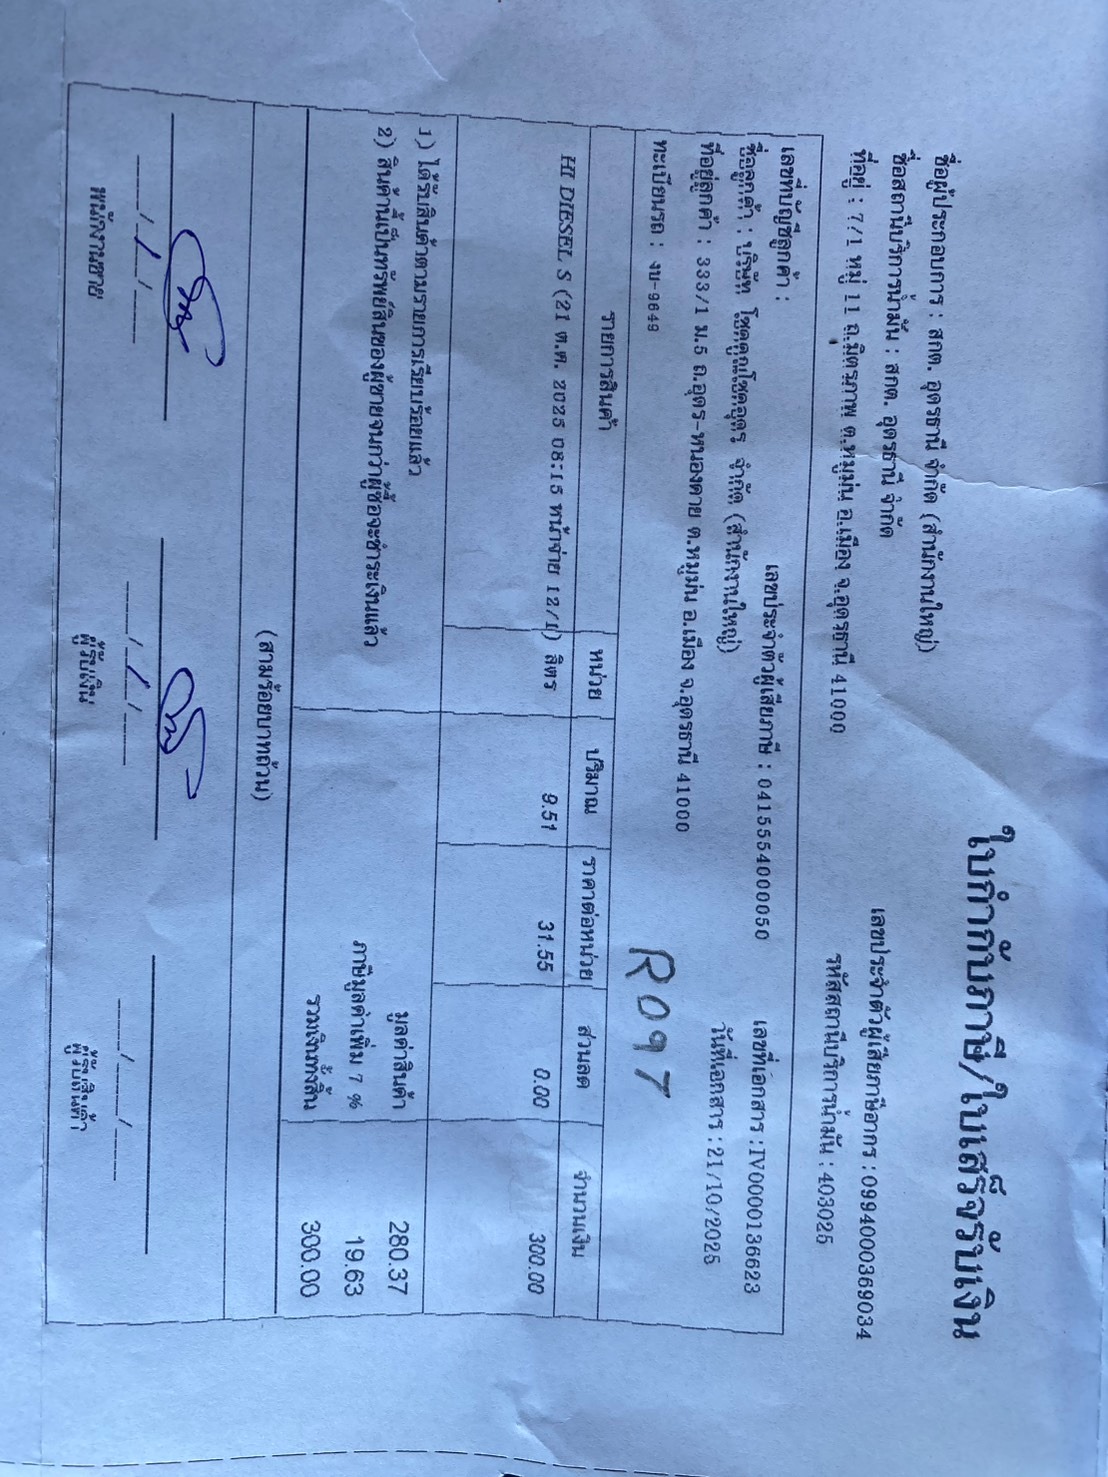 ใบกำกับภาษี/ใบเสร็จรับเงิน
ชื่อผู้ประกอบการ : สกต. อุดรธานี จำกัด (สำนักงานใหญ่)
เลขประจำตัวผู้เสียภาษีอากร : 0994000369034
ชื่อสถานีบริการน้ำมัน : สกต. อุดรธานี จำกัด
รหัสสถานีบริการน้ำมัน : 403025
ที่อยู่ : 7/1 หมู่ 11 ถ.มิตรภาพ ต.หมูม่น อ.เมือง จ.อุดรธานี 41000
เลขที่บัญชีลูกค้า :
เลขประจำตัวผู้เสียภาษี : 0415554000050
เลขที่เอกสาร : IV0000136623
ชื่อลูกค้า : บริษัท โชคคูณโชคอุดร จำกัด (สำนักงานใหญ่)
วันที่เอกสาร : 21/10/2025
ที่อยู่ลูกค้า : 333/1 ม.5 ถ.อุดร-หนองคาย ต.หมูม่น อ.เมือง จ.อุดรธานี 41000
ทะเบียนรถ : งบ-9649
R097
รายการสินค้า หน่วย ปริมาณ ราคาต่อหน่วย ส่วนลด จำนวนเงิน
HI DIESEL S (21 ต.ค. 2025 08:15 หน้าจ่าย 12/1) ลิตร 9.51 31.55 0.00 300.00
1) ได้รับสินค้าตามรายการเรียบร้อยแล้ว
มูลค่าสินค้า 280.37
2) สินค้านี้เป็นทรัพย์สินของผู้ขายจนกว่าผู้ซื้อจะชำระเงินแล้ว
ภาษีมูลค่าเพิ่ม 7 % 19.63
รวมเงินทั้งสิ้น 300.00
(สามร้อยบาทถ้วน)
____/____/____ ____/____/____ ____/____/____
พนักงานขาย ผู้รับเงิน ผู้รับสินค้า